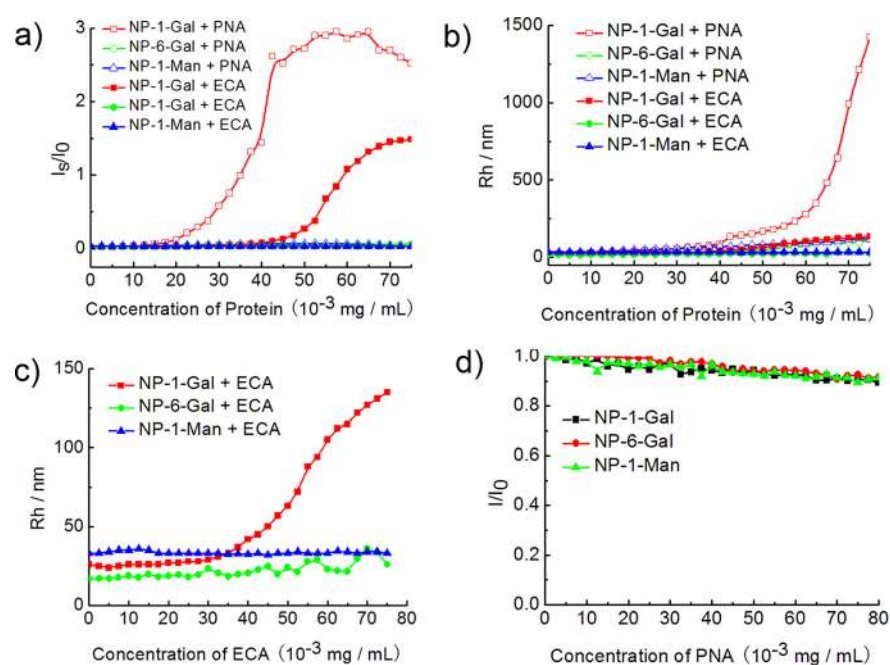 a)
3
2
1
0
Is/I0
NP-1-Gal + PNA
NP-6-Gal + PNA
NP-1-Man + PNA
NP-1-Gal + ECA
NP-1-Gal + ECA
NP-1-Man + ECA
0 10 20 30 40 50 60 70
Concentration of Protein (10-3 mg / mL)
b)
1500
1000
500
0
Rh / nm
NP-1-Gal + PNA
NP-6-Gal + PNA
NP-1-Man + PNA
NP-1-Gal + ECA
NP-6-Gal + ECA
NP-1-Man + ECA
0 10 20 30 40 50 60 70
Concentration of Protein (10-3 mg / mL)
c)
150
100
50
0
Rh / nm
NP-1-Gal + ECA
NP-6-Gal + ECA
NP-1-Man + ECA
0 10 20 30 40 50 60 70 80
Concentration of ECA (10-3 mg / mL)
d)
1.0
0.8
0.6
0.4
0.2
0.0
I/I0
NP-1-Gal
NP-6-Gal
NP-1-Man
0 10 20 30 40 50 60 70 80
Concentration of PNA (10-3 mg / mL)